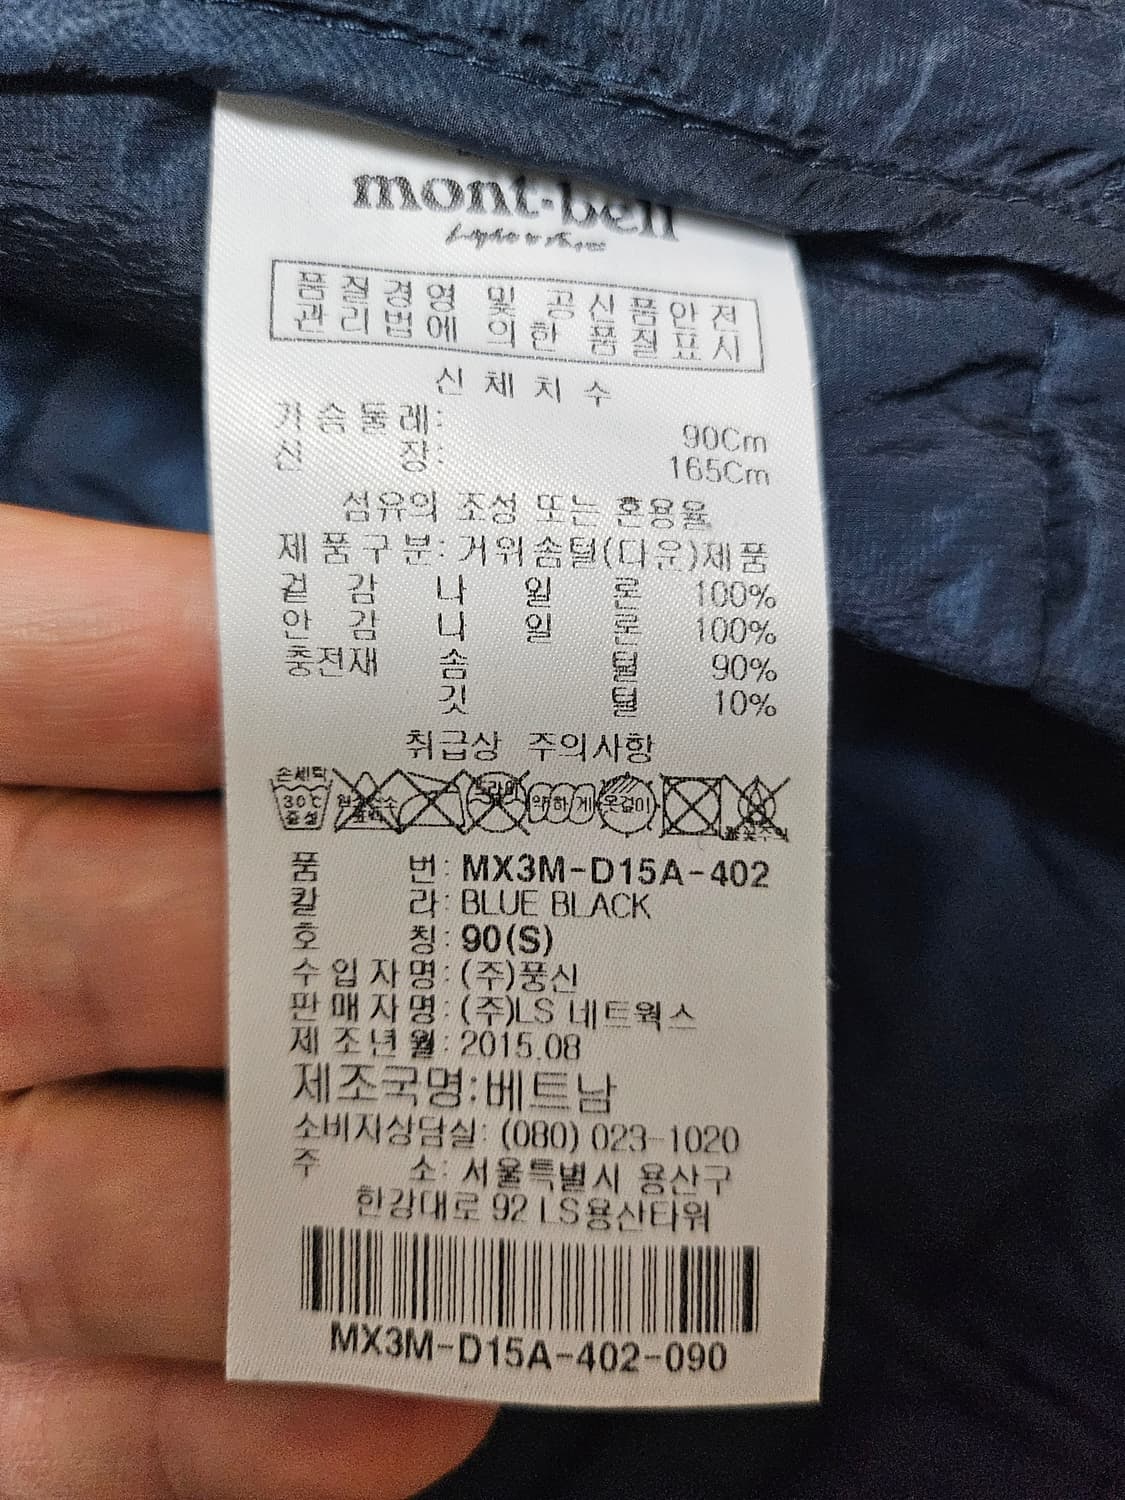 mont-bell
품질경영 및 공신품안전
관리법에 의한 품질표시
신체치수
가슴둘레: 90Cm
신 장: 165Cm
섬유의 조성 또는 혼용율
제품구분: 거위솜털(다운)제품
겉 감 나 일 론 100%
안 감 나 일 론 100%
충전재 솜 털 90%
깃 털 10%
취급상 주의사항
손세탁 드라이 약하게 옷걸이
30℃
중성
품 번: MX3M-D15A-402
칼 라: BLUE BLACK
호 칭: 90(S)
수입자명: (주)풍신
판매자명: (주)LS 네트웍스
제조년월: 2015.08
제조국명: 베트남
소비자상담실: (080) 023-1020
주 소: 서울특별시 용산구
한강대로 92 LS용산타워
MX3M-D15A-402-090